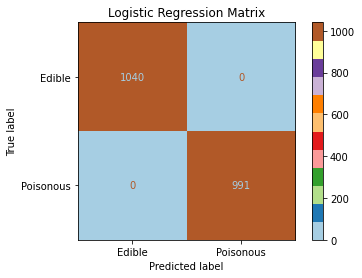 Logistic Regression Matrix
True label
Edible
1040
0
Poisonous
0
991
Edible
Poisonous
Predicted label
1000
800
600
400
200
0